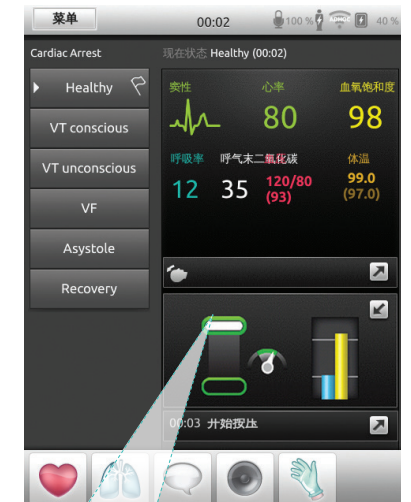 菜单 00:02 100 % 40 %
Cardiac Arrest
现在状态 Healthy (00:02)
Healthy
VT conscious
VT unconscious
VF
Asystole
Recovery
窦性 心率 血氧饱和度
80 98
呼吸率 呼气末二氧化碳 体温
12 35 120/80 (93) 99.0 (97.0)
00:03 开始按压